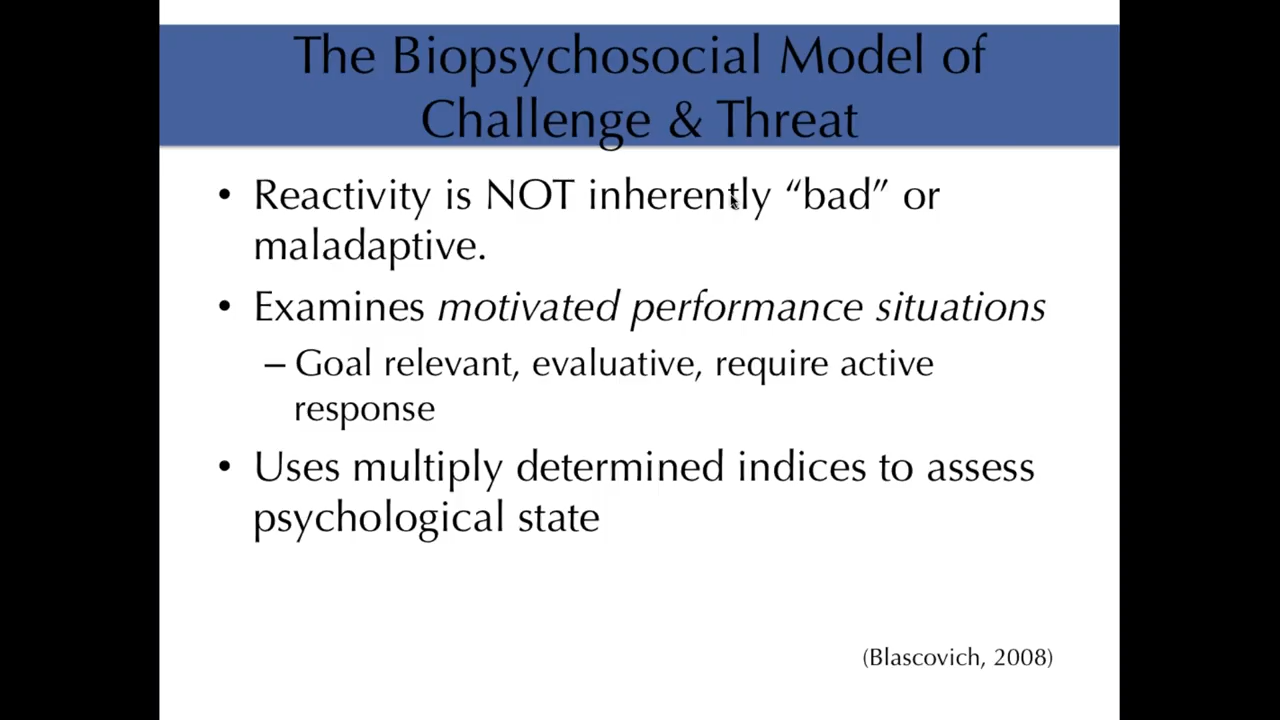 The Biopsychosocial Model of
Challenge & Threat
• Reactivity is NOT inherently “bad” or
maladaptive.
• Examines motivated performance situations
– Goal relevant, evaluative, require active
response
• Uses multiply determined indices to assess
psychological state
(Blascovich, 2008)